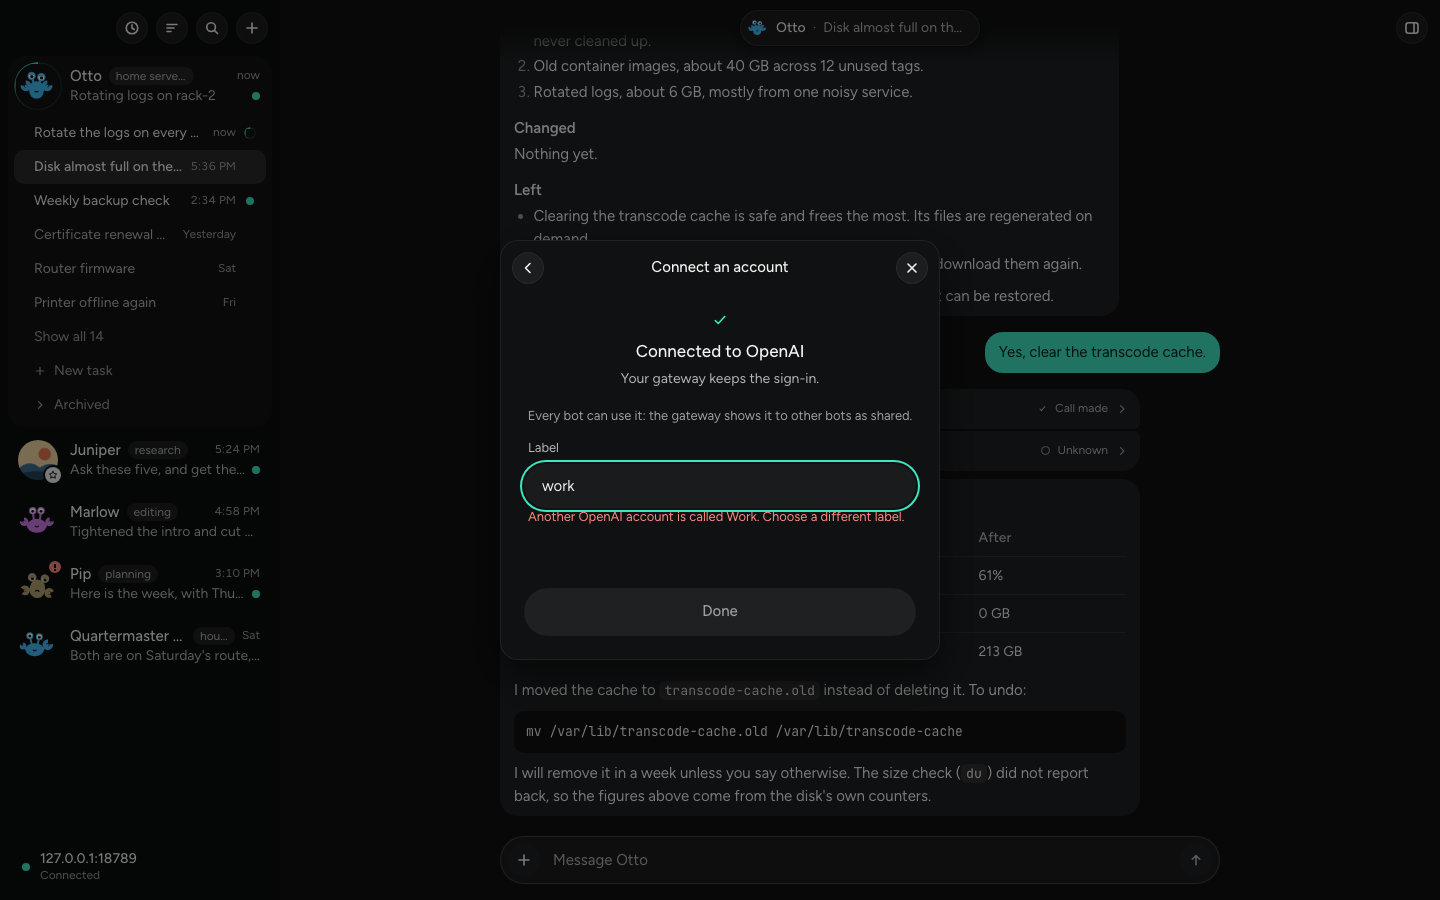 Otto home serve... now
Rotating logs on rack-2
Rotate the logs on every ... now
Disk almost full on the... 5:36 PM
Weekly backup check 2:34 PM
Certificate renewal ... Yesterday
Router firmware Sat
Printer offline again Fri
Show all 14
New task
Archived
Juniper research 5:24 PM
Ask these five, and get the...
Marlow editing 4:58 PM
Tightened the intro and cut ...
Pip planning 3:10 PM
Here is the week, with Thu...
Quartermaster ... hou... Sat
Both are on Saturday's route,...
127.0.0.1:18789
Connected
Otto · Disk almost full on th...
never cleaned up.
2. Old container images, about 40 GB across 12 unused tags.
3. Rotated logs, about 6 GB, mostly from one noisy service.
Changed
Nothing yet.
Left
• Clearing the transcode cache is safe and frees the most. Its files are regenerated on
demand.
download them again.
can be restored.
Yes, clear the transcode cache.
Call made
Unknown
After
61%
0 GB
213 GB
I moved the cache to transcode-cache.old instead of deleting it. To undo:
mv /var/lib/transcode-cache.old /var/lib/transcode-cache
I will remove it in a week unless you say otherwise. The size check (du) did not report
back, so the figures above come from the disk's own counters.
Message Otto
Connect an account
Connected to OpenAI
Your gateway keeps the sign-in.
Every bot can use it: the gateway shows it to other bots as shared.
Label
work
Another OpenAI account is called Work. Choose a different label.
Done